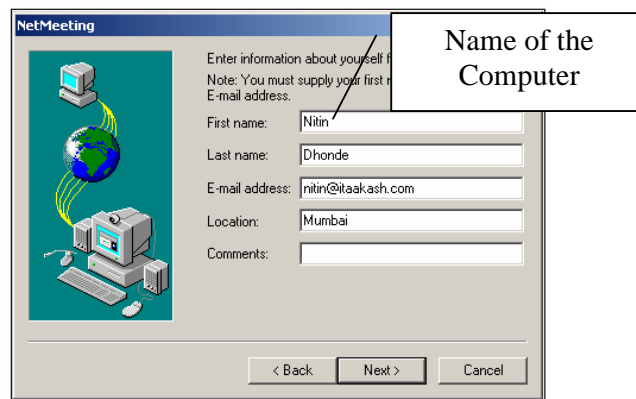 NetMeeting
Name of the
Computer
Enter information about yourself f
Note: You must supply your first
E-mail address.
First name: Nitin
Last name: Dhonde
E-mail address: nitin@itaakash.com
Location: Mumbai
Comments:
< Back Next > Cancel